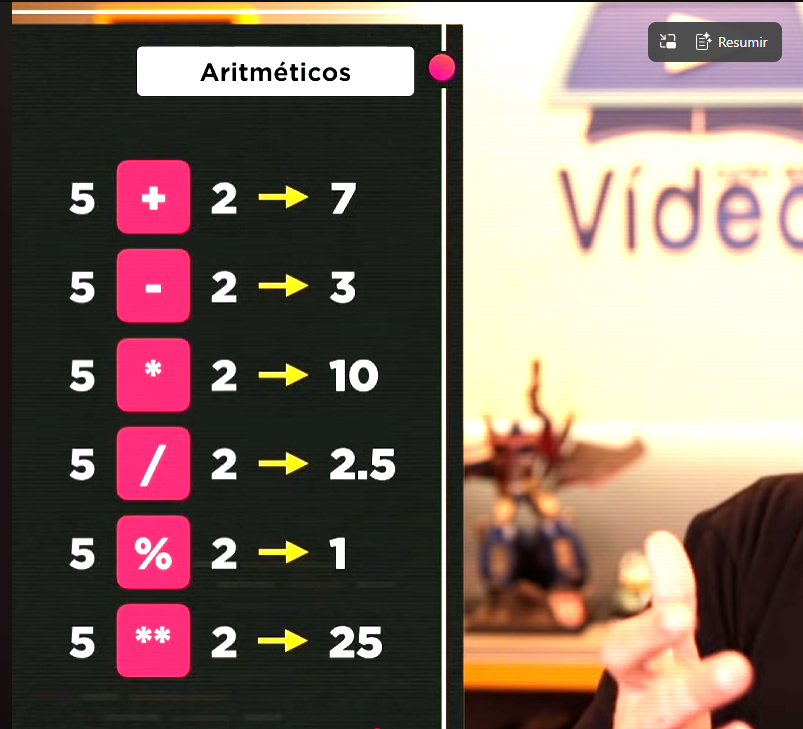 Resumir
Aritméticos
5 + 2 → 7
5 - 2 → 3
5 * 2 → 10
5 / 2 → 2.5
5 % 2 → 1
5 ** 2 → 25